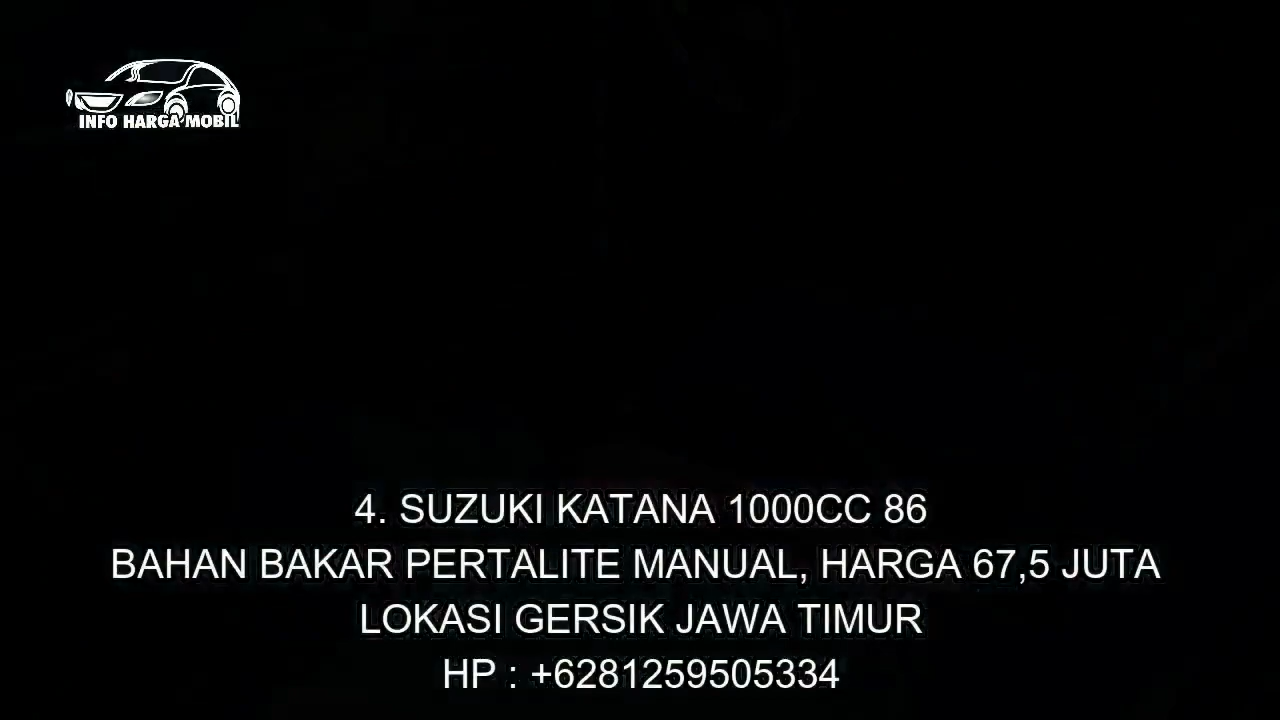 INFO HARGA MOBIL
4. SUZUKI KATANA 1000CC 86
BAHAN BAKAR PERTALITE MANUAL, HARGA 67,5 JUTA
LOKASI GERSIK JAWA TIMUR
HP : +6281259505334